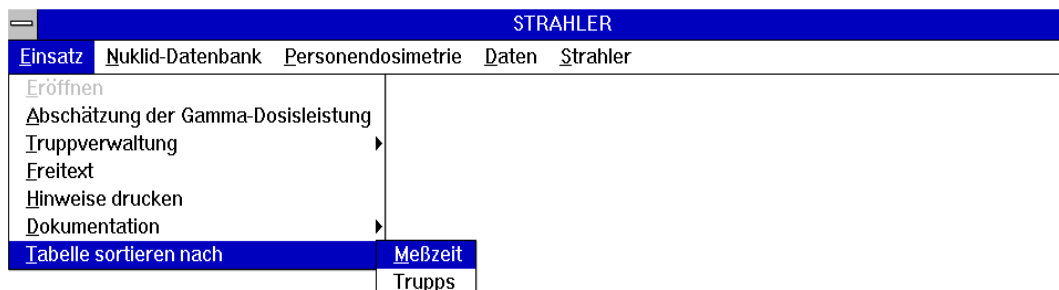 STRAHLER
Einsatz Nuklid-Datenbank Personendosimetrie Daten Strahler
Eröffnen
Abschätzung der Gamma-Dosisleistung
Truppverwaltung
Freitext
Hinweise drucken
Dokumentation
Tabelle sortieren nach Meßzeit
Trupps